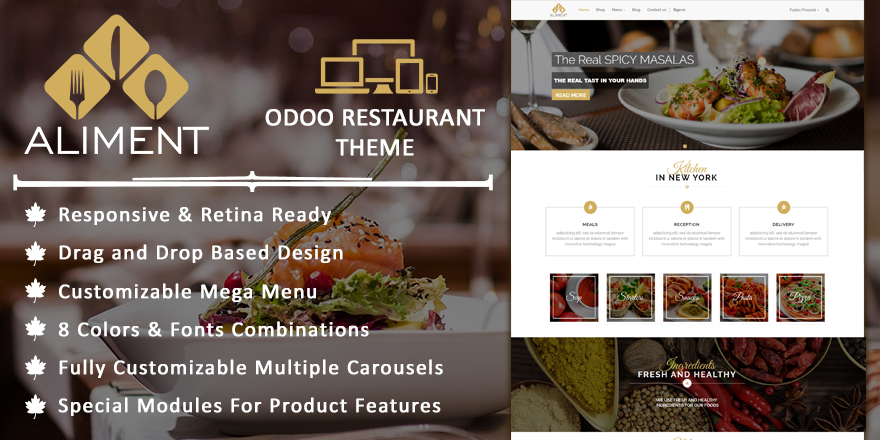 ALIMENT
ODOO RESTAURANT
THEME
Responsive & Retina Ready
Drag and Drop Based Design
Customizable Mega Menu
8 Colors & Fonts Combinations
Fully Customizable Multiple Carousels
Special Modules For Product Features
ALIMENT
Home Shop Menu Blog Contact us Sign in
The Real SPICY MASALAS
THE REAL TAST IN YOUR HANDS
READ MORE
Kitchen
IN NEW YORK
MEALS
RECEPTION
DELIVERY
Soup Starters Snacks Pasta Pizza
Ingredients
FRESH AND HEALTHY
WE USE FRESH AND HEALTHY
INGREDIENTS FOR OUR FOODS